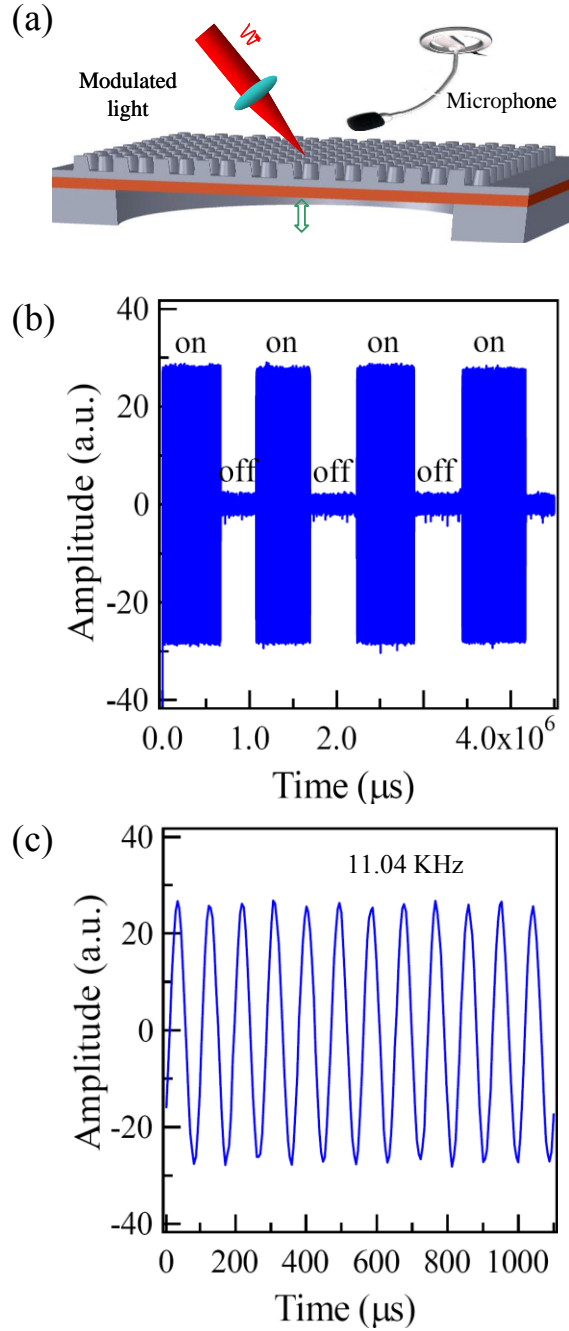 (a)
Modulated
light
Microphone
(b)
40
20
0
-20
-40
Amplitude (a.u.)
on on on on
off off off
0.0 1.0 2.0 4.0x10⁶
Time (μs)
(c)
40
20
0
-20
-40
Amplitude (a.u.)
11.04 KHz
0 200 400 600 800 1000
Time (μs)